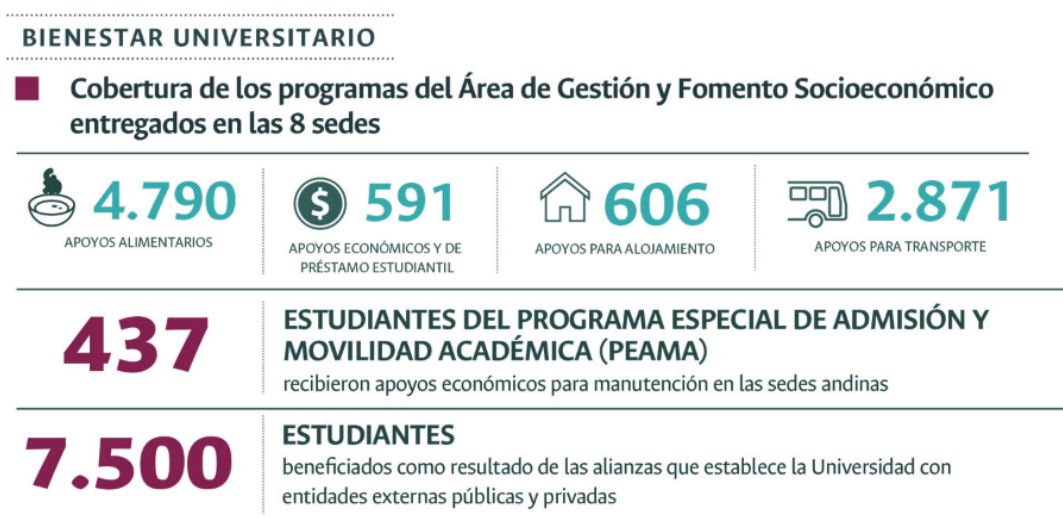 BIENESTAR UNIVERSITARIO
Cobertura de los programas del Área de Gestión y Fomento Socioeconómico
entregados en las 8 sedes
4.790
APOYOS ALIMENTARIOS
$
591
APOYOS ECONÓMICOS Y DE
PRÉSTAMO ESTUDIANTIL
606
APOYOS PARA ALOJAMIENTO
2.871
APOYOS PARA TRANSPORTE
437
ESTUDIANTES DEL PROGRAMA ESPECIAL DE ADMISIÓN Y
MOVILIDAD ACADÉMICA (PEAMA)
recibieron apoyos económicos para manutención en las sedes andinas
7.500
ESTUDIANTES
beneficiados como resultado de las alianzas que establece la Universidad con
entidades externas públicas y privadas